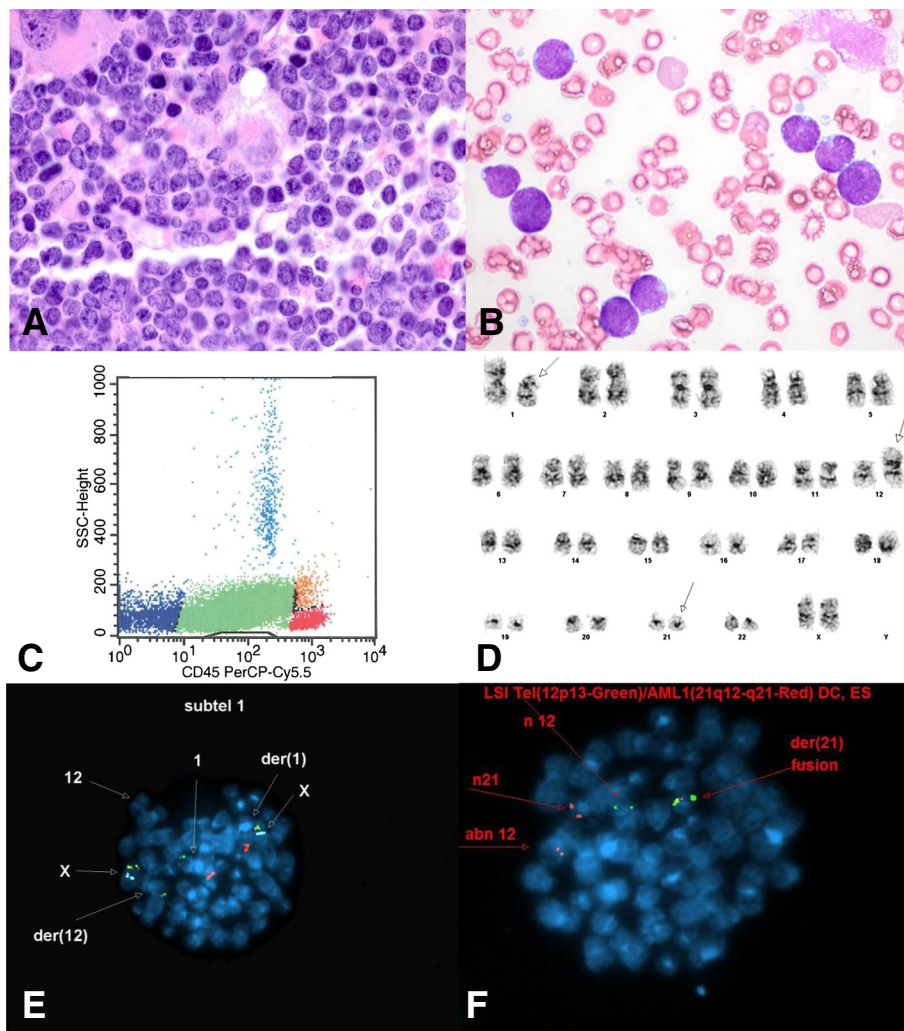 A
B
1000
800
600
400
200
0
SSC-Height
10^0
10^1
10^2
10^3
10^4
CD45 PerCP-Cy5.5
C
1
2
3
4
5
6
7
8
9
10
11
12
13
14
15
16
17
18
19
20
21
22
X
Y
D
subtel 1
der(1)
1
12
X
X
der(12)
E
LSI Tel(12p13-Green)/AML1(21q12-q21-Red) DC, ES
n 12
der(21)
fusion
n21
abn 12
F